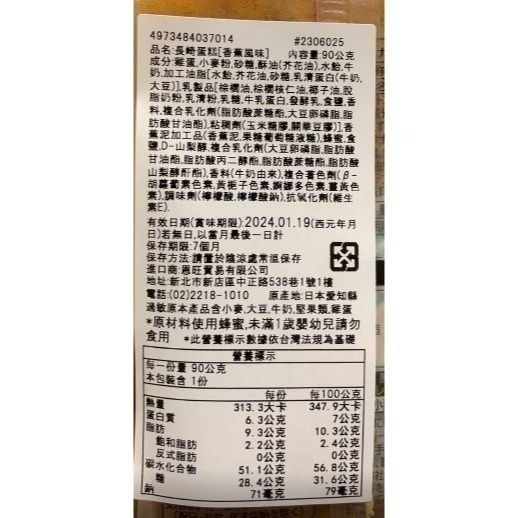 4973484037014 #2306025
品名:長崎蛋糕[香蕉風味] 內容量:90公克
成分:雞蛋,小麥粉,砂糖,酥油(芥花油),水飴,牛
奶,加工油脂[水飴,芥花油,砂糖,乳清蛋白(牛奶,
大豆)],乳製品[棕櫚油,棕櫚核仁油,椰子油,脫
脂奶粉,乳清粉,乳糖,牛乳蛋白,發酵乳,食鹽,香
料,複合乳化劑(脂肪酸蔗糖酯,大豆卵磷脂,脂
肪酸甘油酯),粘稠劑(玉米糖膠,關華豆膠)],香
蕉泥加工品(香蕉泥,果糖葡萄糖液糖),蜂蜜,食
鹽,D-山梨醇,複合乳化劑(大豆卵磷脂,脂肪酸
甘油酯,脂肪酸丙二醇酯,脂肪酸蔗糖酯,脂肪酸
山梨醇酐酯),香料(牛奶由來),複合著色劑(β-
胡蘿蔔素色素,黃梔子色素,婀娜多色素,薑黃色
素),調味劑(檸檬酸,檸檬酸鈉),抗氧化劑(維生
素E).
有效日期(賞味期限):2024.01.19(西元年月
日)若無日,以當月最後一日計
保存期限:7個月
保存方法:請置於陰涼處常溫保存
進口商:恩旺貿易有限公司
地址:新北市新店區中正路538巷1號1樓
電話:(02)2218-1010 原產地:日本愛知縣
過敏原本產品含小麥,大豆,牛奶,堅果類,雞蛋
*原材料使用蜂蜜,未滿1歲嬰幼兒請勿
食用 *此營養標示數據依台灣法規為基礎
營養標示
每一份量 90公克
本包裝含 1份
每份 每100公克
熱量 313.3大卡 347.9大卡
蛋白質 6.3公克 7公克
脂肪 9.3公克 10.3公克
飽和脂肪 2.2公克 2.4公克
反式脂肪 0公克 0公克
碳水化合物 51.1公克 56.8公克
糖 28.4公克 31.6公克
鈉 71毫克 79毫克